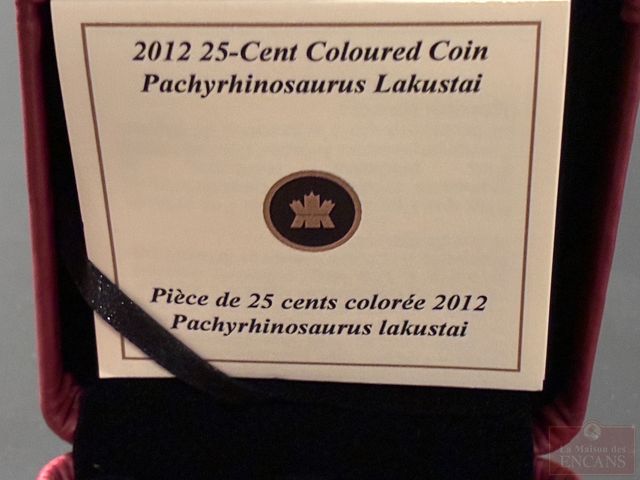 2012 25-Cent Coloured Coin
Pachyrhinosaurus Lakustai
Pièce de 25 cents colorée 2012
Pachyrhinosaurus lakustai
La Maison des
ENCANS